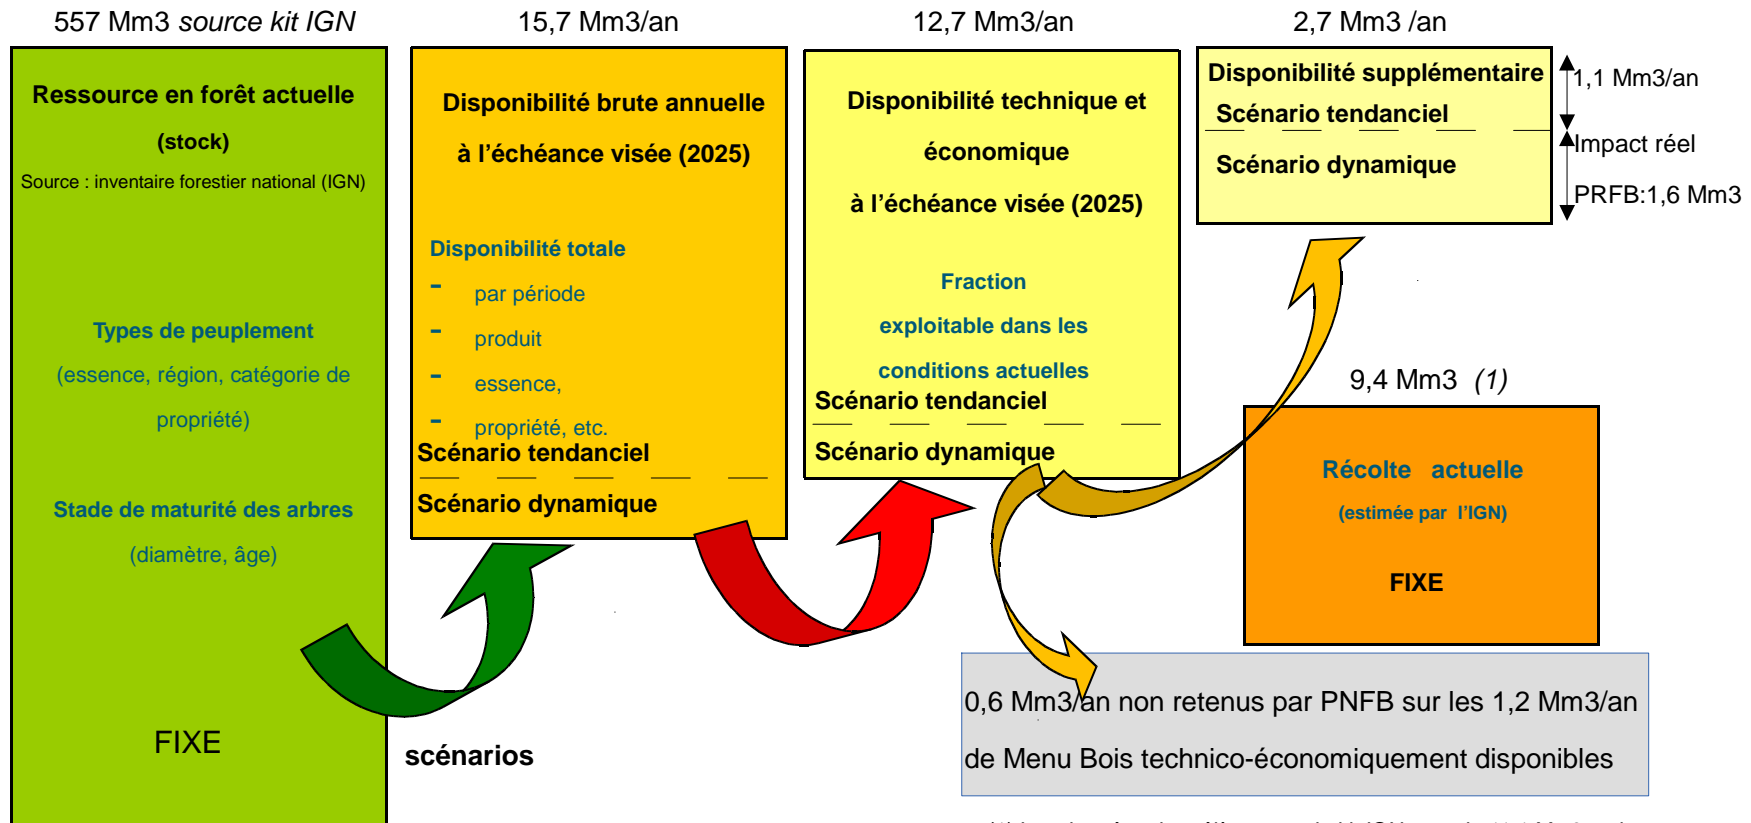 557 Mm3 source kit IGN
Ressource en forêt actuelle
(stock)
Source : inventaire forestier national (IGN)
Types de peuplement
(essence, région, catégorie de
propriété)
Stade de maturité des arbres
(diamètre, âge)
FIXE
scénarios
15,7 Mm3/an
Disponibilité brute annuelle
à l'échéance visée (2025)
Disponibilité totale
- par période
- produit
- essence,
- propriété, etc.
Scénario tendanciel
Scénario dynamique
12,7 Mm3/an
Disponibilité technique et
économique
à l'échéance visée (2025)
Fraction
exploitable dans les
conditions actuelles
Scénario tendanciel
Scénario dynamique
2,7 Mm3 /an
Disponibilité supplémentaire
Scénario tendanciel
Scénario dynamique
1,1 Mm3/an
Impact réel
PRFB:1,6 Mm3
9,4 Mm3 (1)
Récolte actuelle
(estimée par l'IGN)
FIXE
0,6 Mm3/an non retenus par PNFB sur les 1,2 Mm3/an
de Menu Bois technico-économiquement disponibles